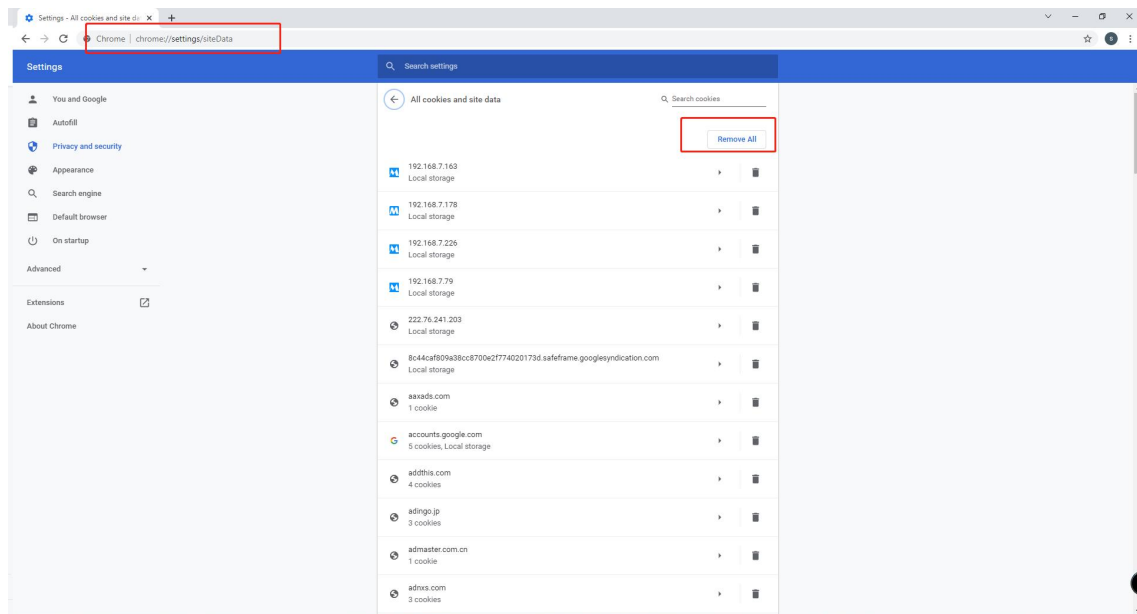 Settings - All cookies and site da
Chrome | chrome://settings/siteData
S
Settings
Search settings
You and Google
Autofill
Privacy and security
Appearance
Search engine
Default browser
On startup
Advanced
Extensions
About Chrome
All cookies and site data
Search cookies
Remove All
192.168.7.163
Local storage
192.168.7.178
Local storage
192.168.7.226
Local storage
192.168.7.79
Local storage
222.76.241.203
Local storage
8c44caf809a38cc8700e2f774020173d.safeframe.googlesyndication.com
Local storage
aaxads.com
1 cookie
accounts.google.com
5 cookies, Local storage
addthis.com
4 cookies
adingo.jp
3 cookies
admaster.com.cn
1 cookie
adnxs.com
3 cookies